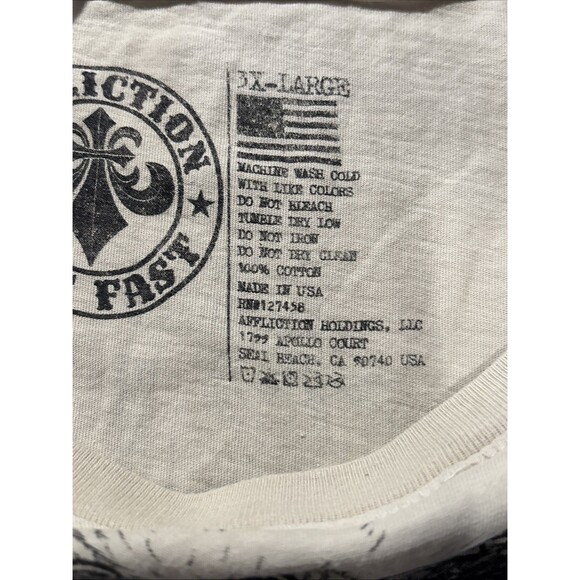 LICTION
FAST
3X-LARGE
MACHINE WASH COLD
WITH LIKE COLORS
DO NOT BLEACH
TUMBLE DRY LOW
DO NOT IRON
DO NOT DRY CLEAN
100% COTTON
MADE IN USA
RN#127458
AFFLICTION HOLDINGS, LLC
1799 APOLLO COURT
SEAL BEACH, CA 90740 USA